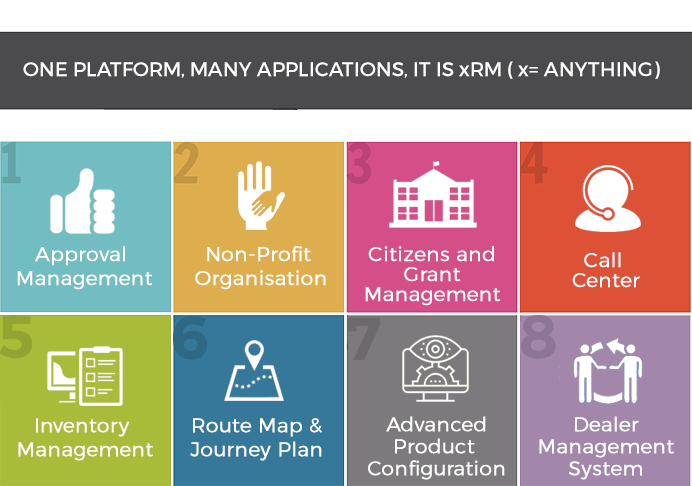 ONE PLATFORM, MANY APPLICATIONS, IT IS xRM ( x= ANYTHING)
1
Approval
Management
2
Non-Profit
Organisation
3
Citizens and
Grant
Management
4
Call
Center
5
Inventory
Management
6
Route Map &
Journey Plan
7
Advanced
Product
Configuration
8
Dealer
Management
System